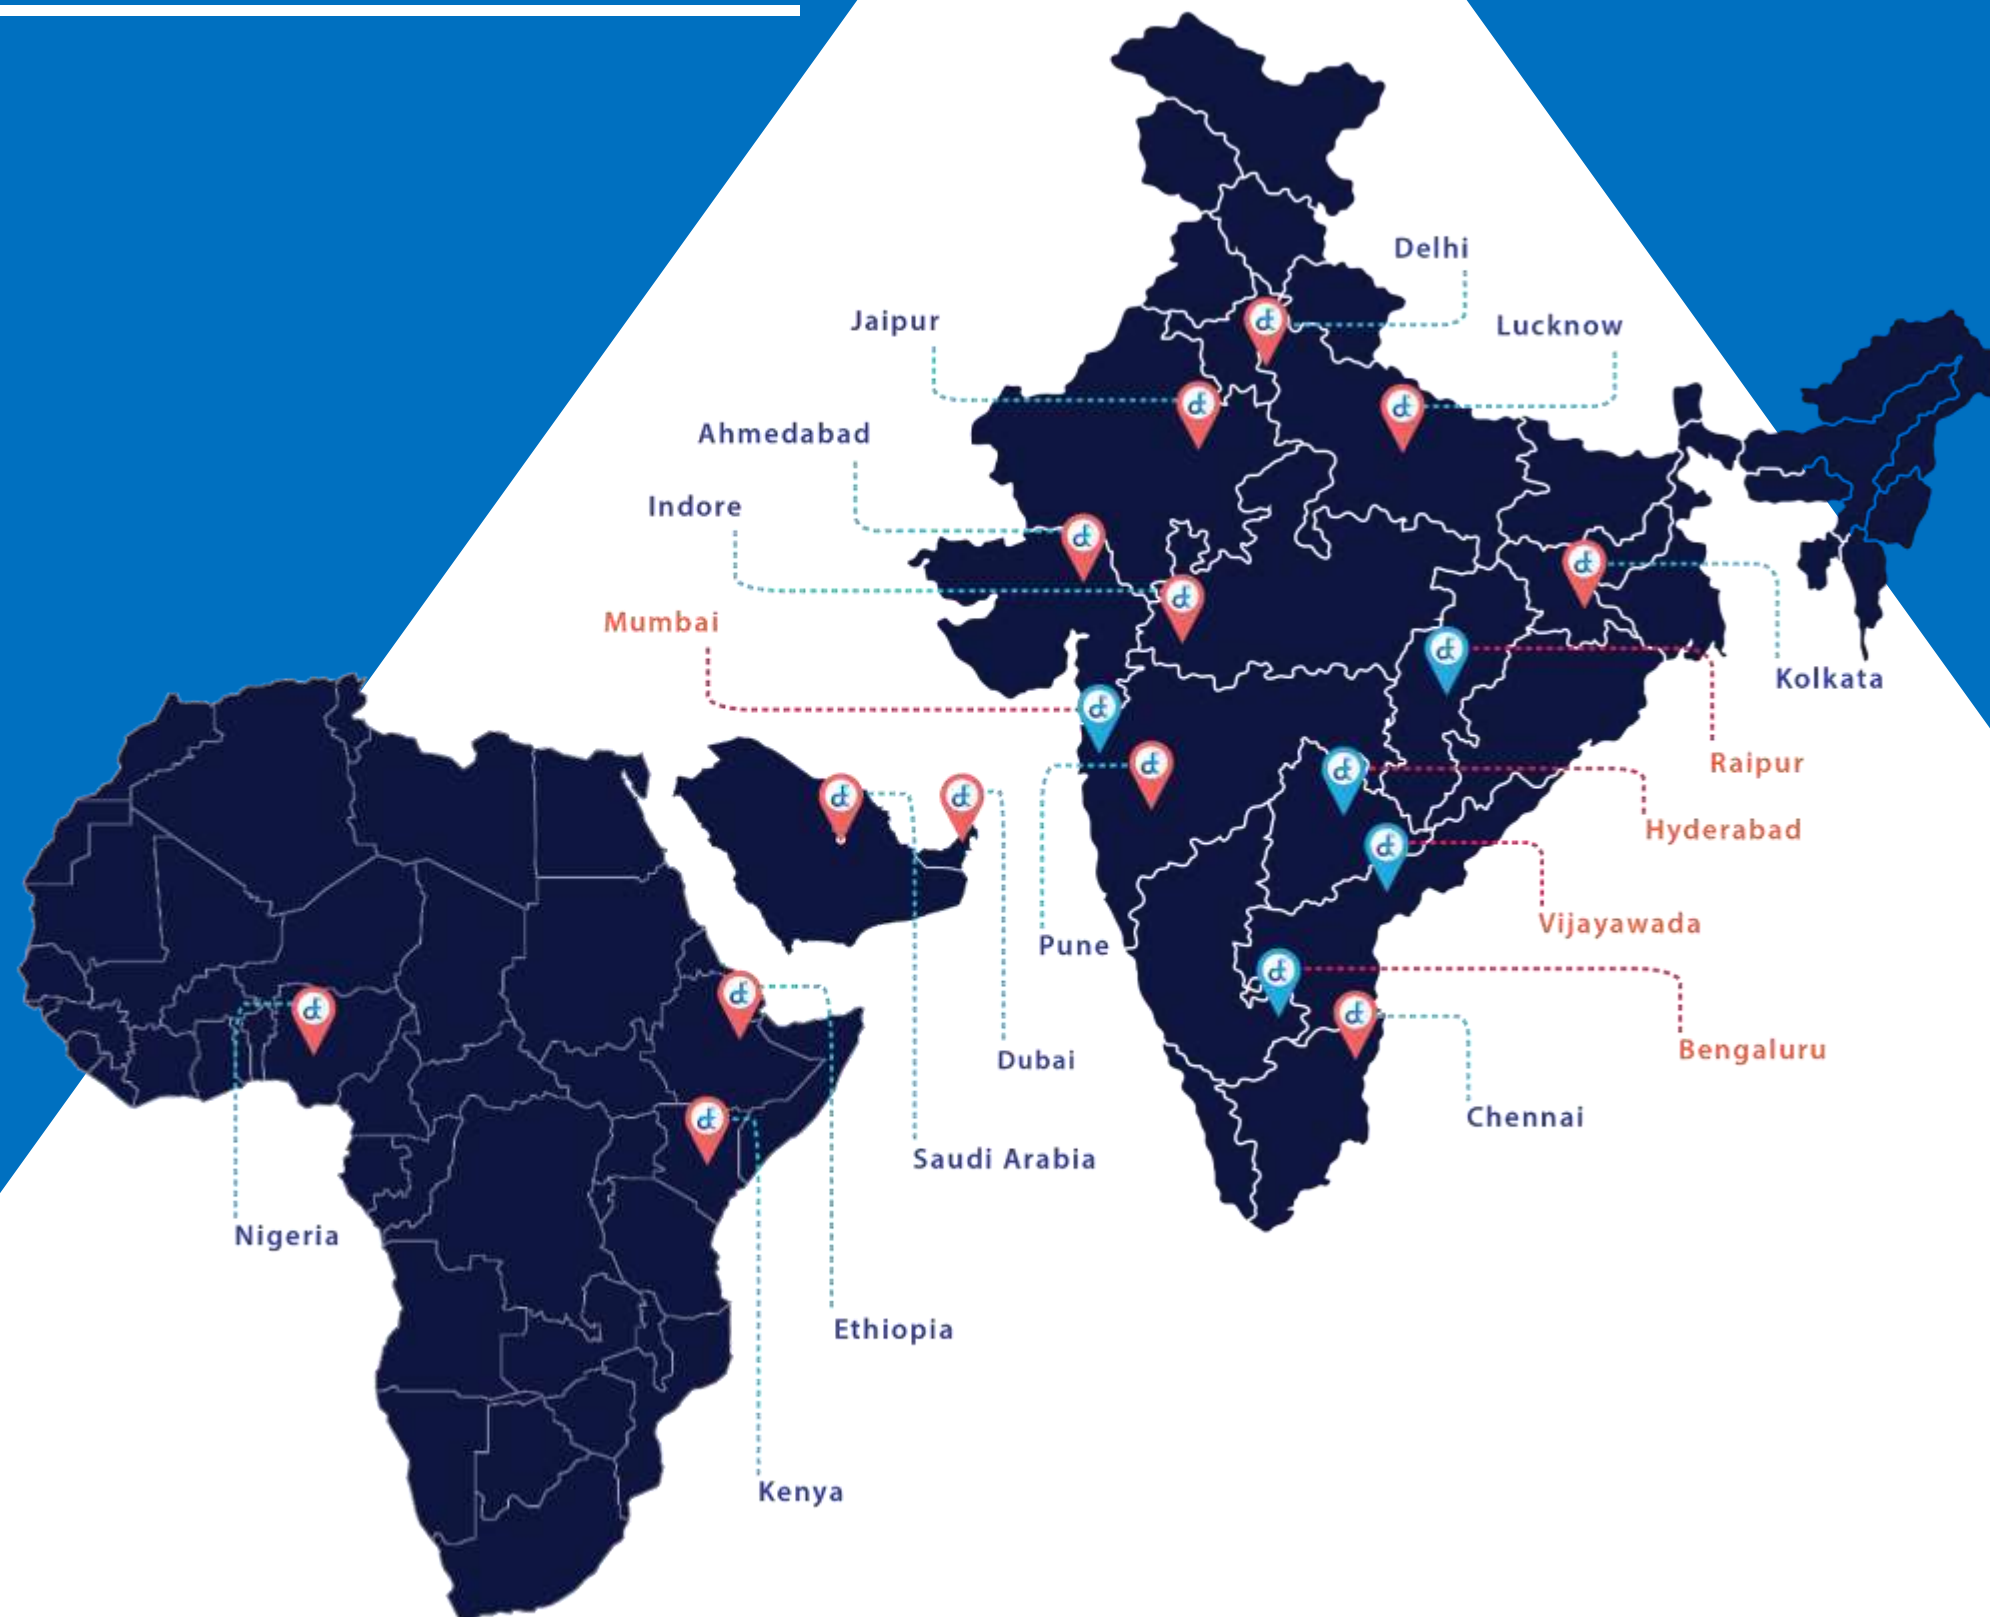 Delhi
Jaipur
Lucknow
Ahmedabad
Indore
Mumbai
Kolkata
Raipur
Hyderabad
Vijayawada
Pune
Bengaluru
Dubai
Chennai
Saudi Arabia
Nigeria
Ethiopia
Kenya